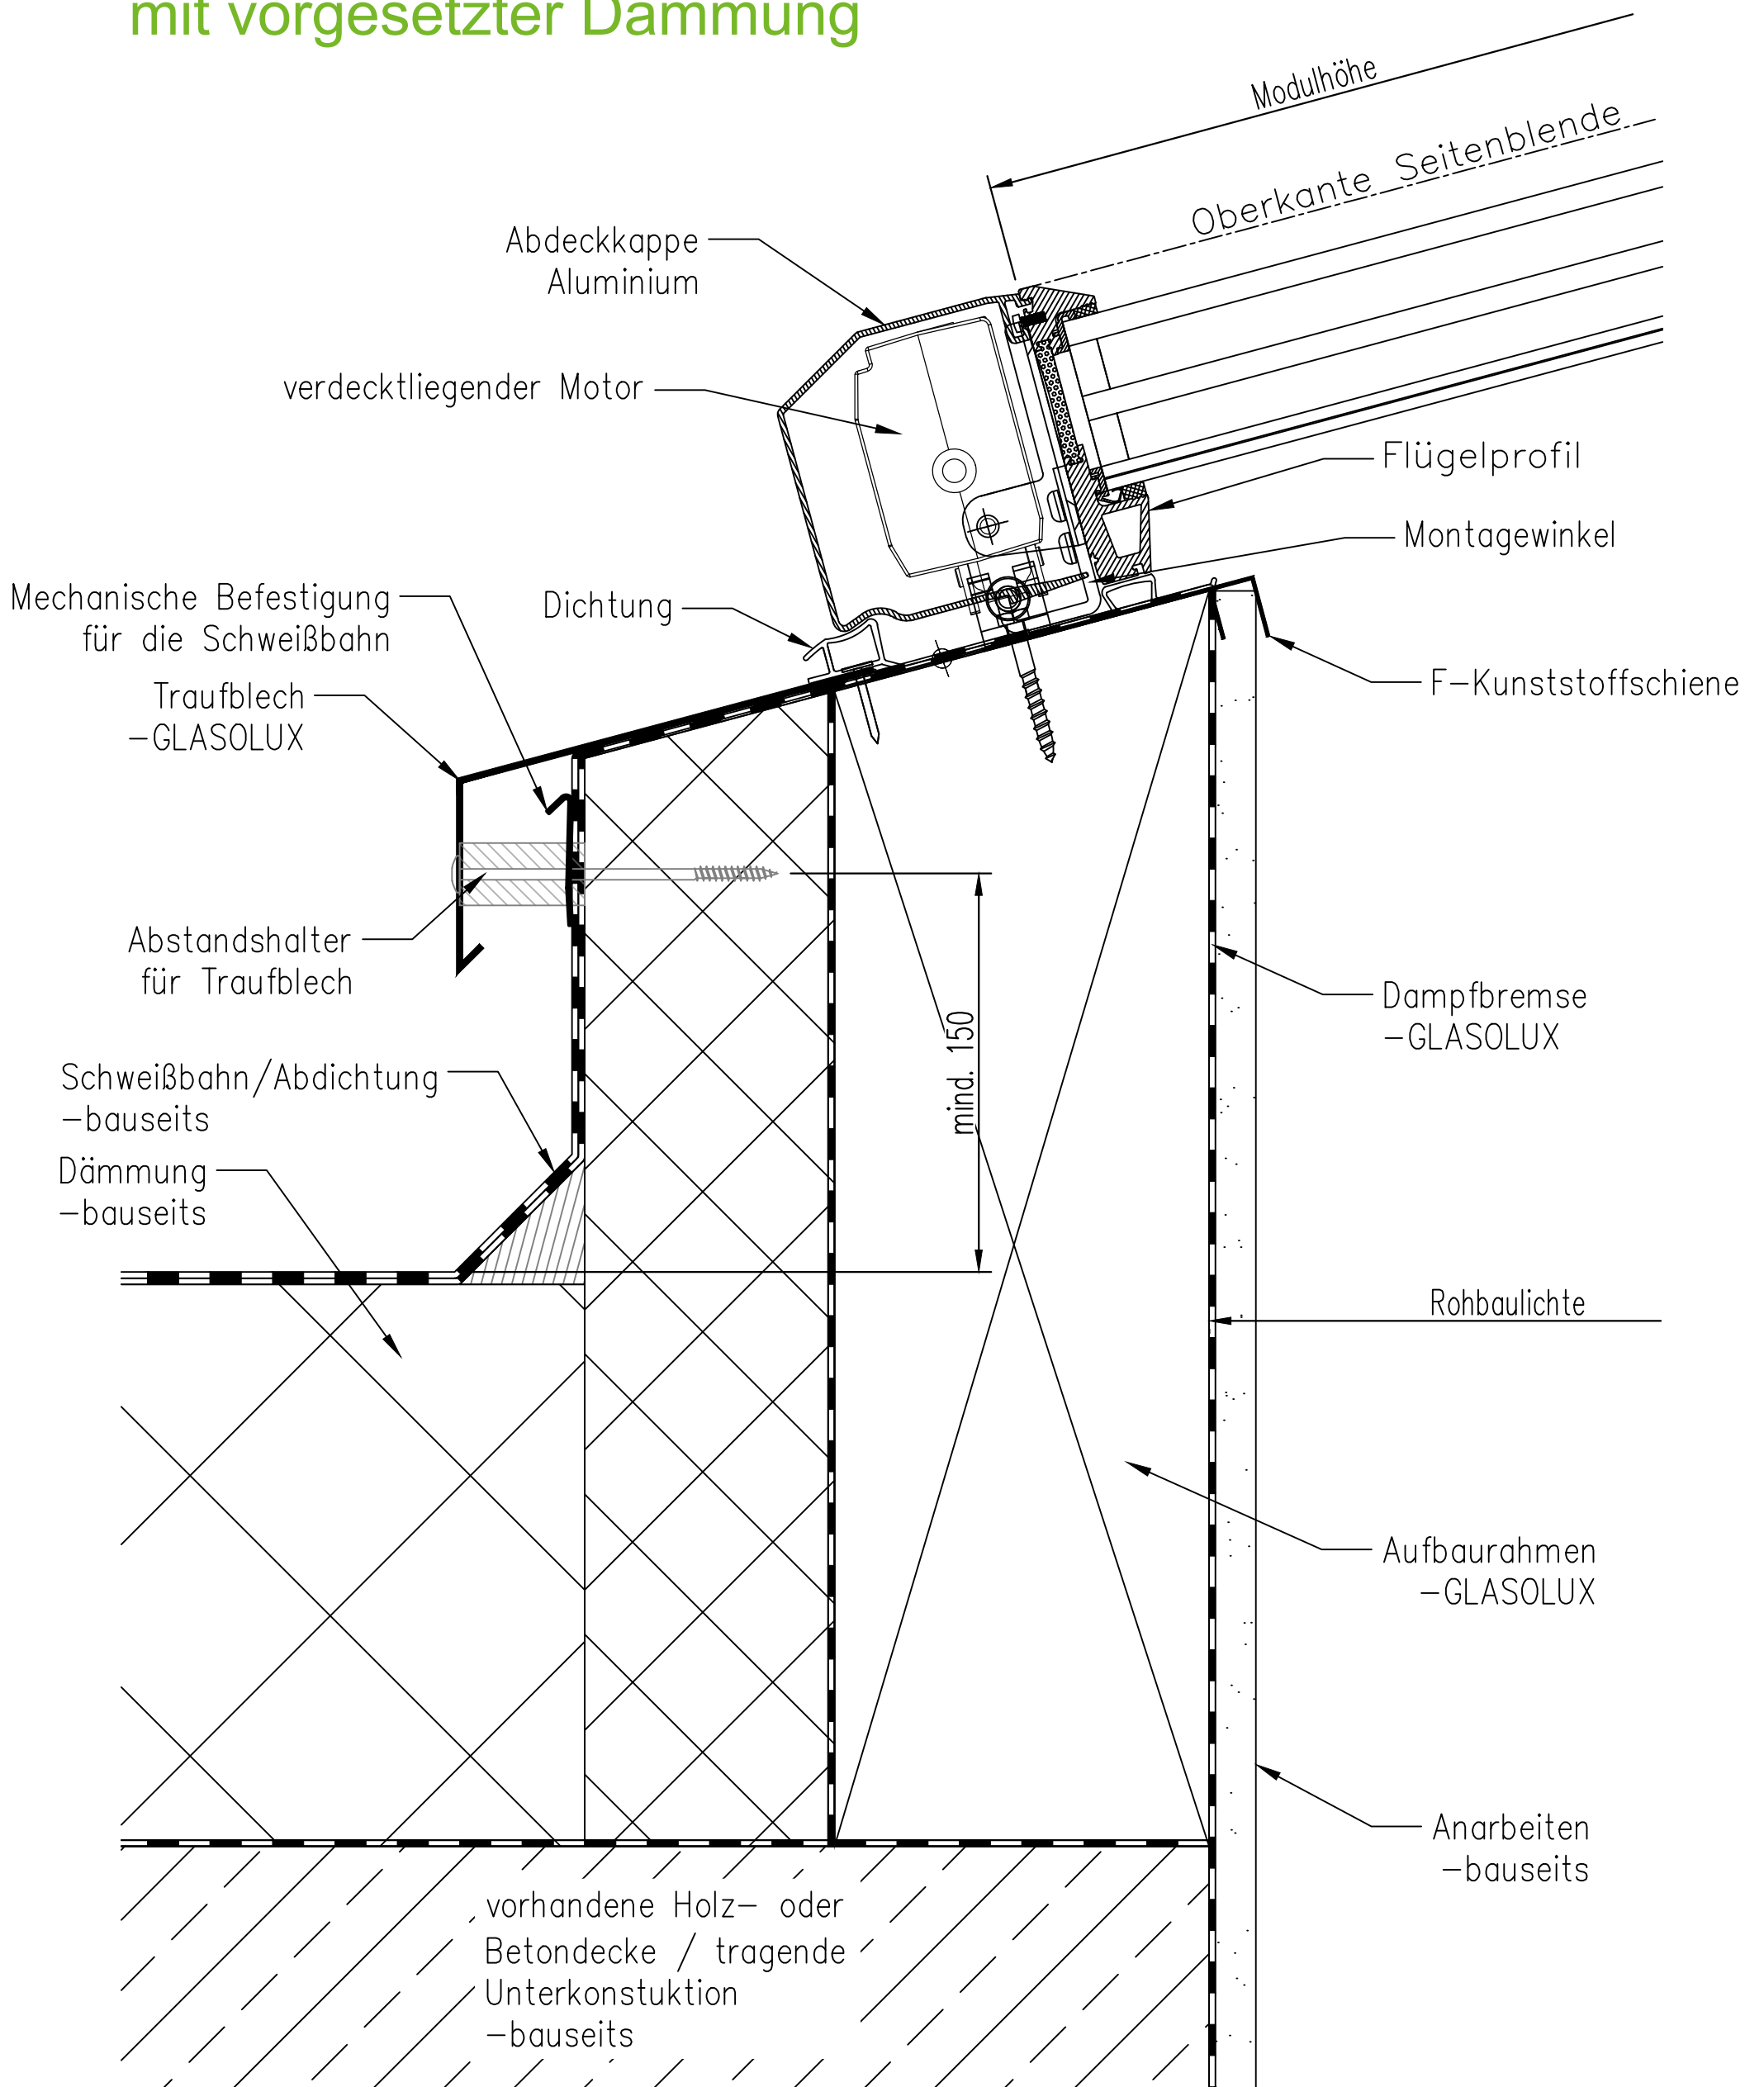 mit vorgesetzter Dämmung
Modulhöhe
Oberkante Seitenblende
Abdeckkappe
Aluminium
verdecktliegender Motor
Flügelprofil
Montagewinkel
Mechanische Befestigung
für die Schweißbahn
Dichtung
F-Kunststoffschiene
Traufblech
-GLASOLUX
Abstandshalter
für Traufblech
Dampfbremse
-GLASOLUX
mind. 150
Schweißbahn/Abdichtung
-bauseits
Dämmung
-bauseits
Rohbaulichte
Aufbaurahmen
-GLASOLUX
Anarbeiten
-bauseits
vorhandene Holz- oder
Betondecke / tragende
Unterkonstuktion
-bauseits